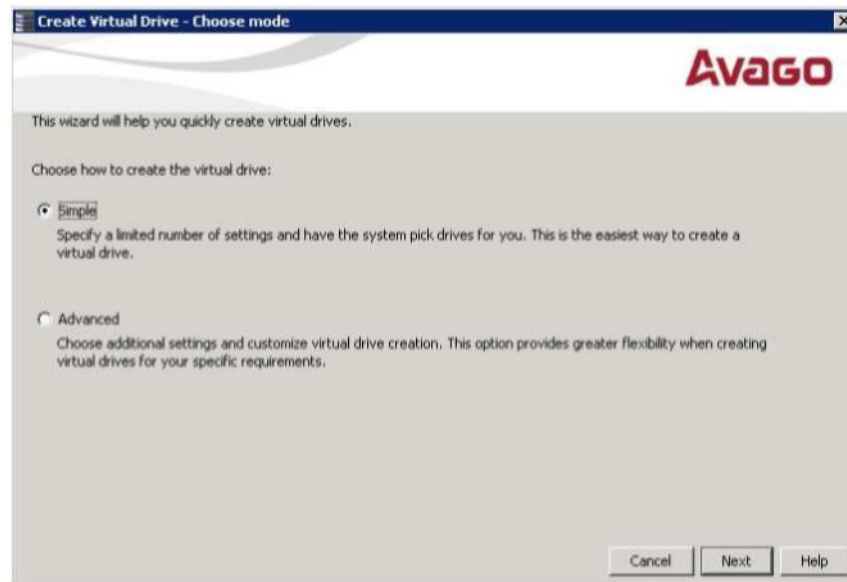 Create Virtual Drive - Choose mode
AVAGO
This wizard will help you quickly create virtual drives.
Choose how to create the virtual drive:
Simple
Specify a limited number of settings and have the system pick drives for you. This is the easiest way to create a
virtual drive.
Advanced
Choose additional settings and customize virtual drive creation. This option provides greater flexibility when creating
virtual drives for your specific requirements.
Cancel Next Help